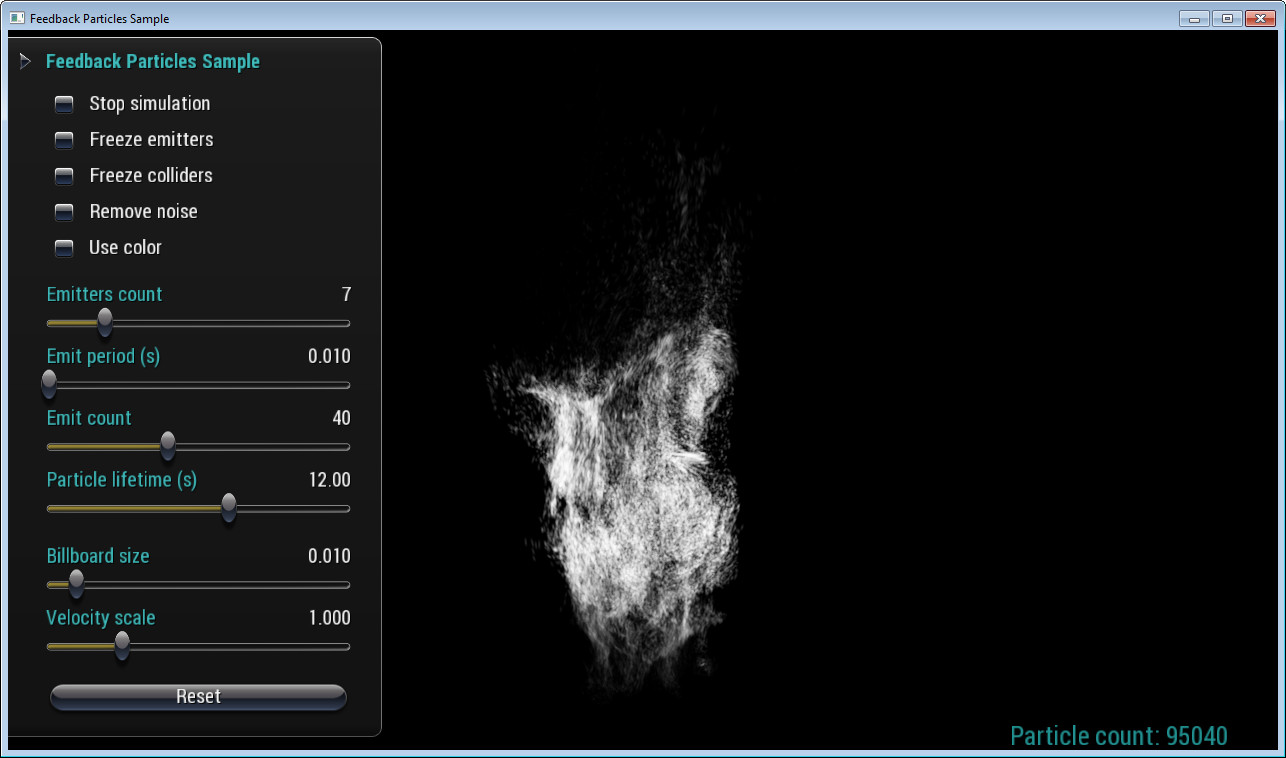 Feedback Particles Sample
Feedback Particles Sample
Stop simulation
Freeze emitters
Freeze colliders
Remove noise
Use color
Emitters count 7
Emit period (s) 0.010
Emit count 40
Particle lifetime (s) 12.00
Billboard size 0.010
Velocity scale 1.000
Reset
Particle count: 95040